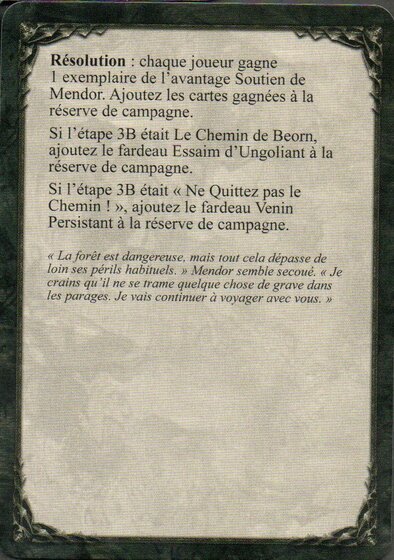 Résolution : chaque joueur gagne
1 exemplaire de l’avantage Soutien de
Mendor. Ajoutez les cartes gagnées à la
réserve de campagne.
Si l’étape 3B était Le Chemin de Beorn,
ajoutez le fardeau Essaim d’Ungoliant à la
réserve de campagne.
Si l’étape 3B était « Ne Quittez pas le
Chemin ! », ajoutez le fardeau Venin
Persistant à la réserve de campagne.
« La forêt est dangereuse, mais tout cela dépasse de
loin ses périls habituels. » Mendor semble secoué. « Je
crains qu’il ne se trame quelque chose de grave dans
les parages. Je vais continuer à voyager avec vous. »